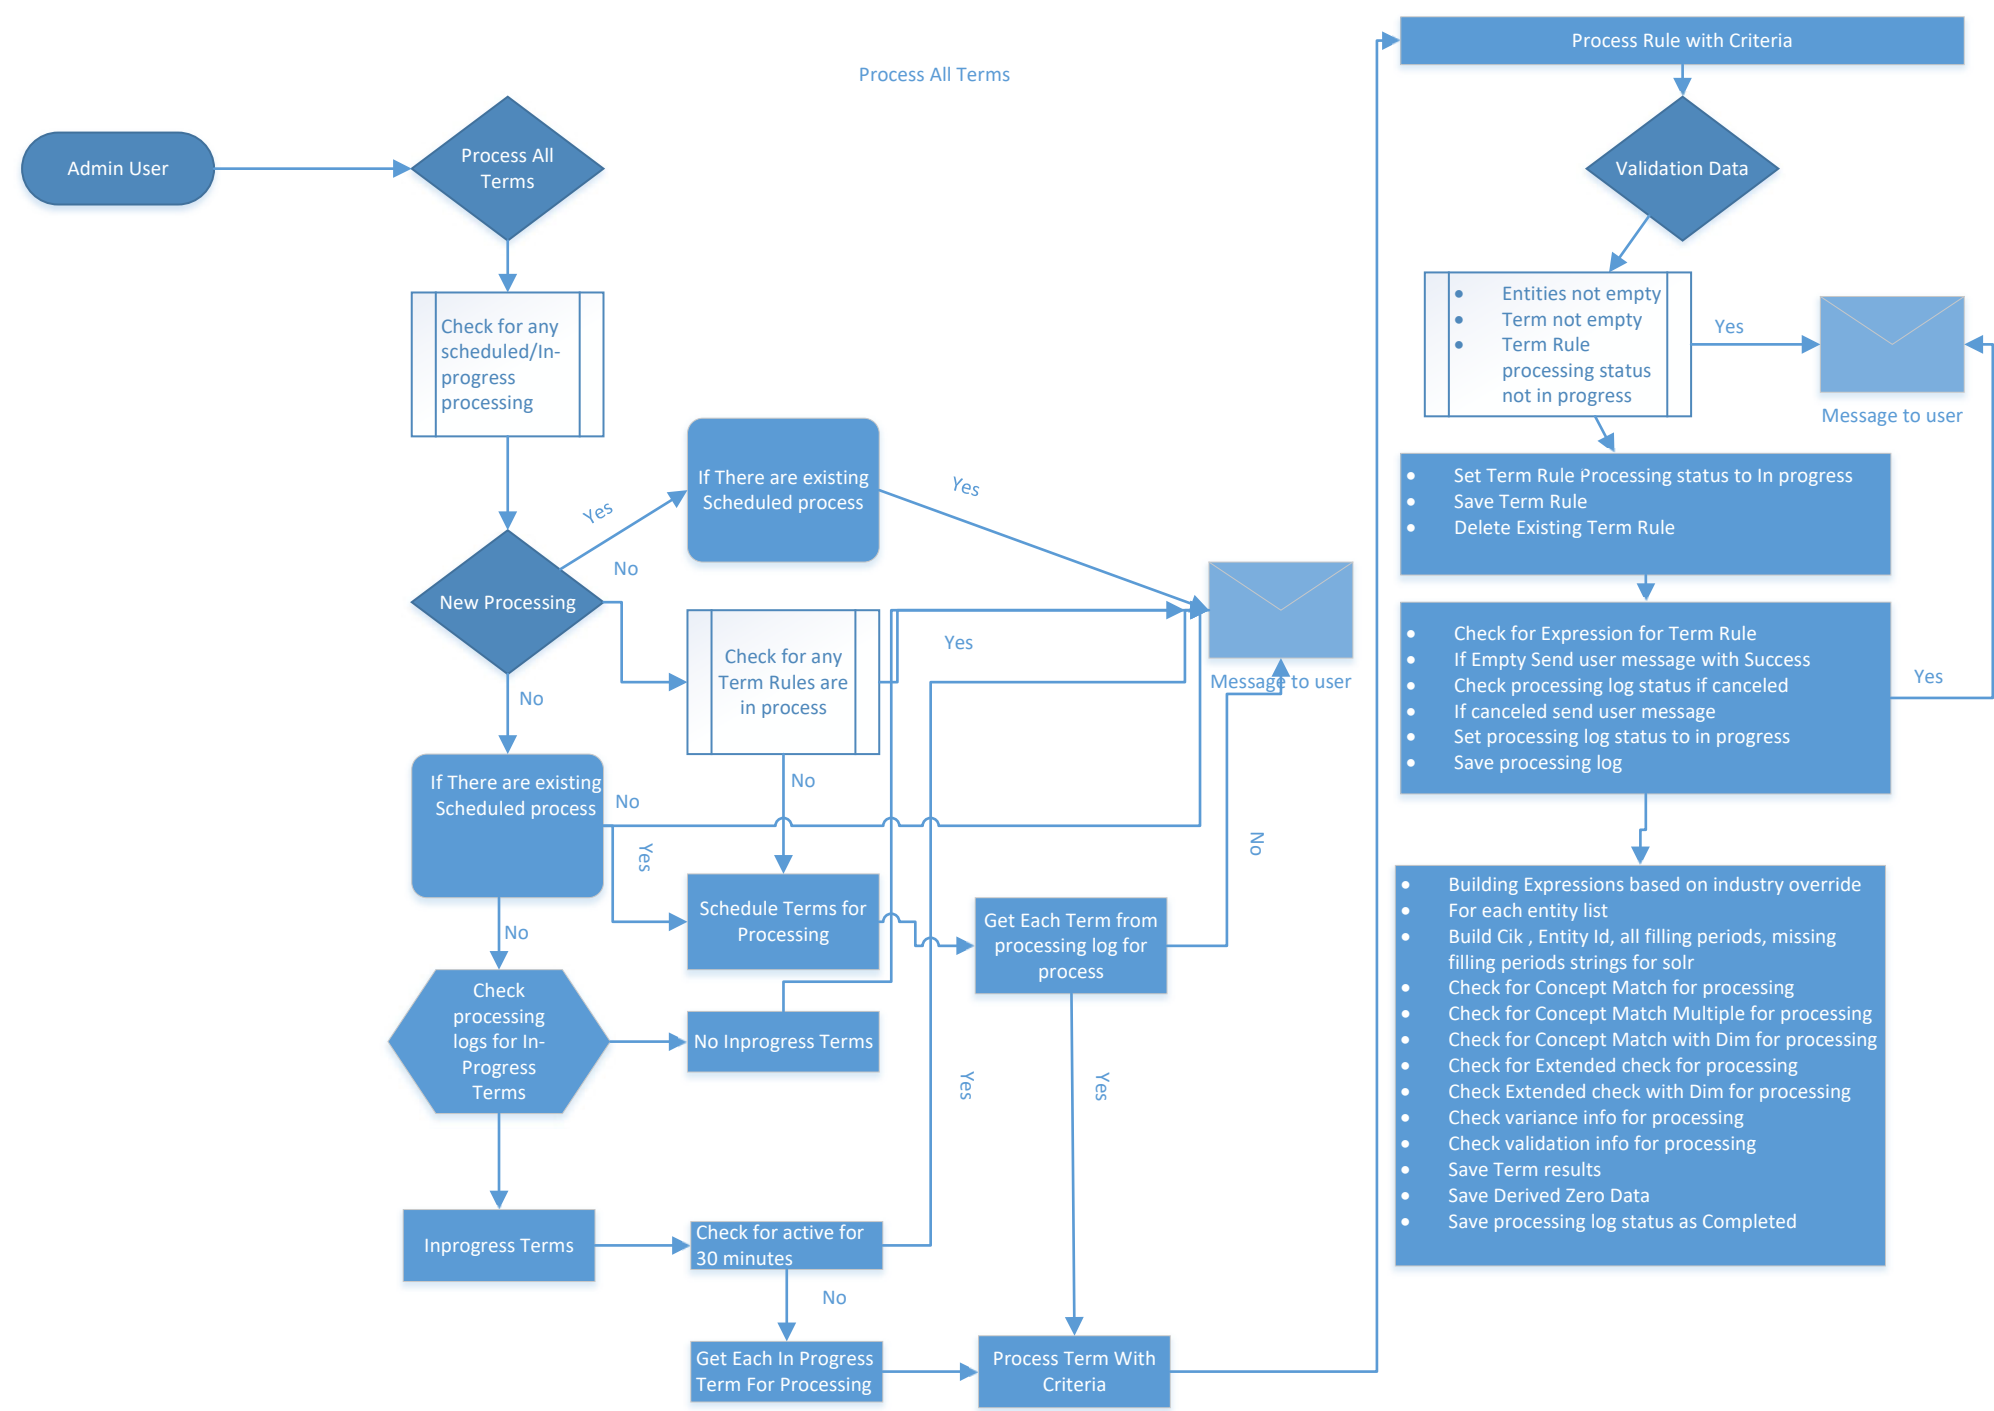 Process All Terms
Admin User
Process All
Terms
Check for any
scheduled/In-
progress
processing
New Processing
Yes
No
No
If There are existing
Scheduled process
Yes
Check for any
Term Rules are
in process
Yes
No
Message to user
If There are existing
Scheduled process
No
Yes
No
Schedule Terms for
Processing
Get Each Term from
processing log for
process
No
Yes
Check
processing
logs for In-
Progress
Terms
No Inprogress Terms
Inprogress Terms
Check for active for
30 minutes
Yes
No
Get Each In Progress
Term For Processing
Process Term With
Criteria
Process Rule with Criteria
Validation Data
• Entities not empty
• Term not empty
• Term Rule
processing status
not in progress
Yes
Message to user
• Set Term Rule Processing status to In progress
• Save Term Rule
• Delete Existing Term Rule
• Check for Expression for Term Rule
• If Empty Send user message with Success
• Check processing log status if canceled
• If canceled send user message
• Set processing log status to in progress
• Save processing log
Yes
• Building Expressions based on industry override
• For each entity list
• Build Cik , Entity Id, all filling periods, missing
filling periods strings for solr
• Check for Concept Match for processing
• Check for Concept Match Multiple for processing
• Check for Concept Match with Dim for processing
• Check for Extended check for processing
• Check Extended check with Dim for processing
• Check variance info for processing
• Check validation info for processing
• Save Term results
• Save Derived Zero Data
• Save processing log status as Completed